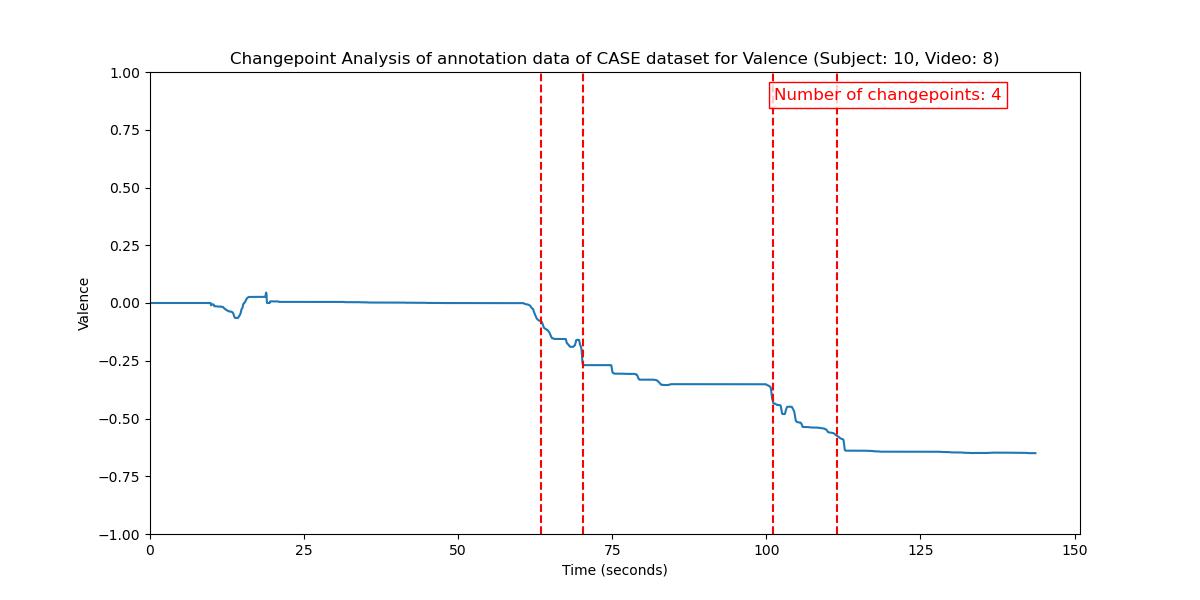 Changepoint Analysis of annotation data of CASE dataset for Valence (Subject: 10, Video: 8)
Number of changepoints: 4
1.00
0.75
0.50
0.25
0.00
−0.25
−0.50
−0.75
−1.00
Valence
0 25 50 75 100 125 150
Time (seconds)